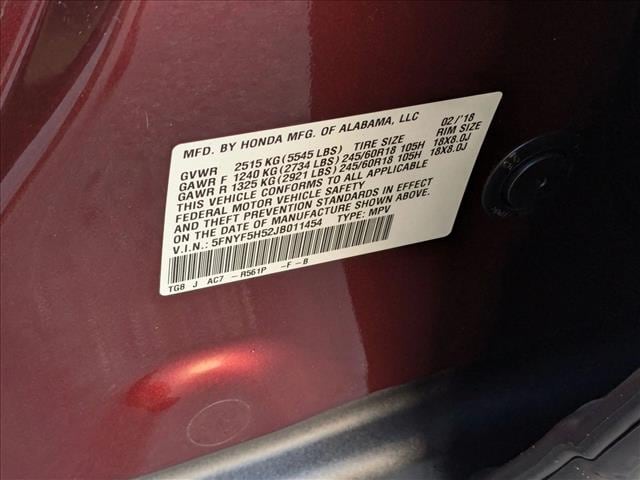 MFD. BY HONDA MFG. OF ALABAMA, LLC 02/'18
GVWR 2515 KG(5545 LBS) TIRE SIZE RIM SIZE
GAWR F 1240 KG(2734 LBS)245/60R18 105H 18X8.0J
GAWR R 1325 KG(2921 LBS)245/60R18 105H 18X8.0J
THIS VEHICLE CONFORMS TO ALL APPLICABLE
FEDERAL MOTOR VEHICLE SAFETY
AND THEFT PREVENTION STANDARDS IN EFFECT
ON THE DATE OF MANUFACTURE SHOWN ABOVE.
V.I.N.: 5FNYF5H52JB011454 TYPE: MPV
TG8 J AC7 - R561P -F -B